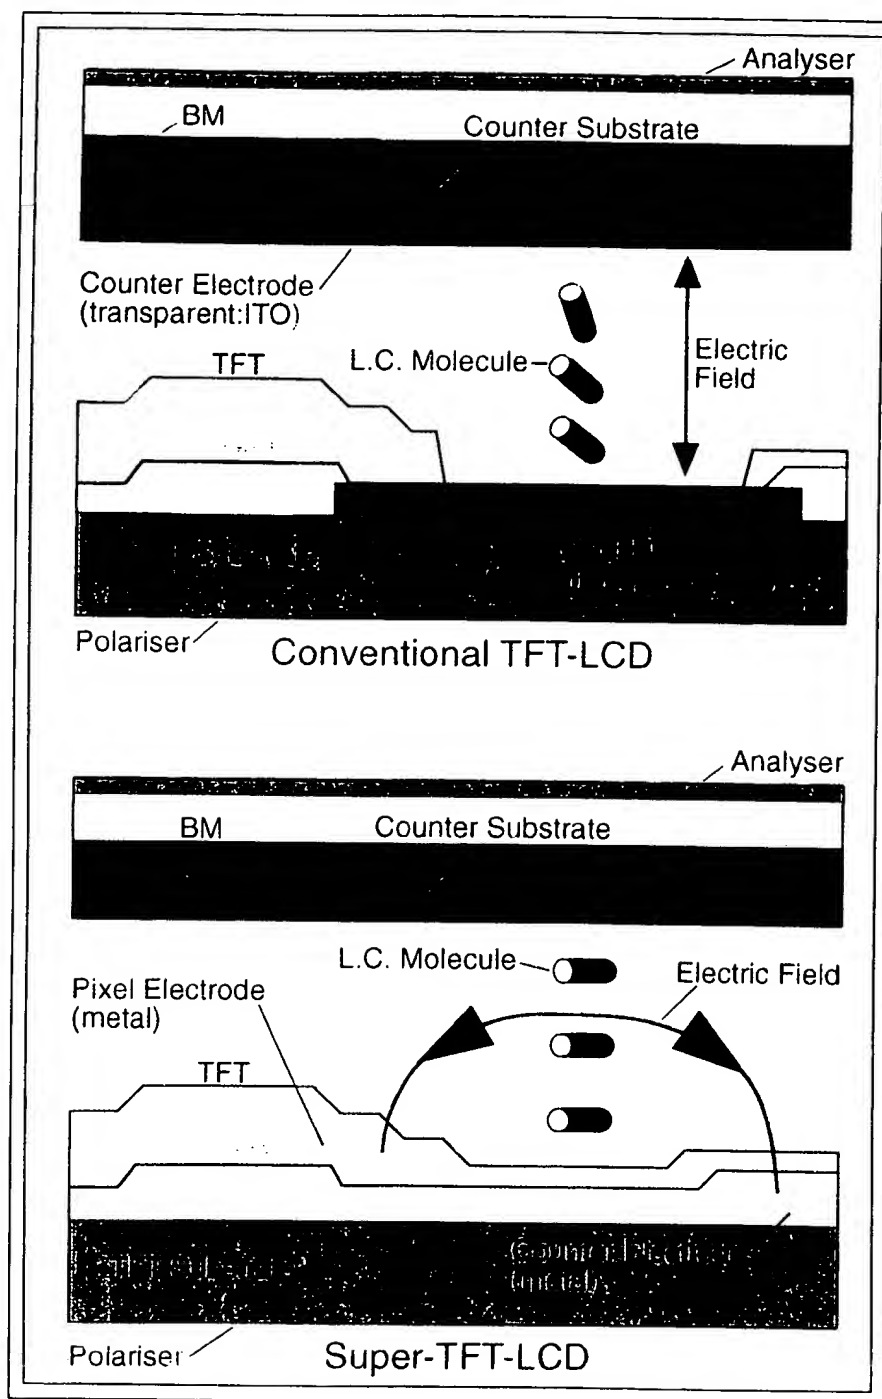 Analyser
BM
Counter Substrate
Counter Electrode
(transparent:ITO)
L.C. Molecule
Electric
Field
TFT
Polariser
Conventional TFT-LCD
Analyser
BM
Counter Substrate
L.C. Molecule
Electric Field
Pixel Electrode
(metal)
TFT
Polariser
Super-TFT-LCD